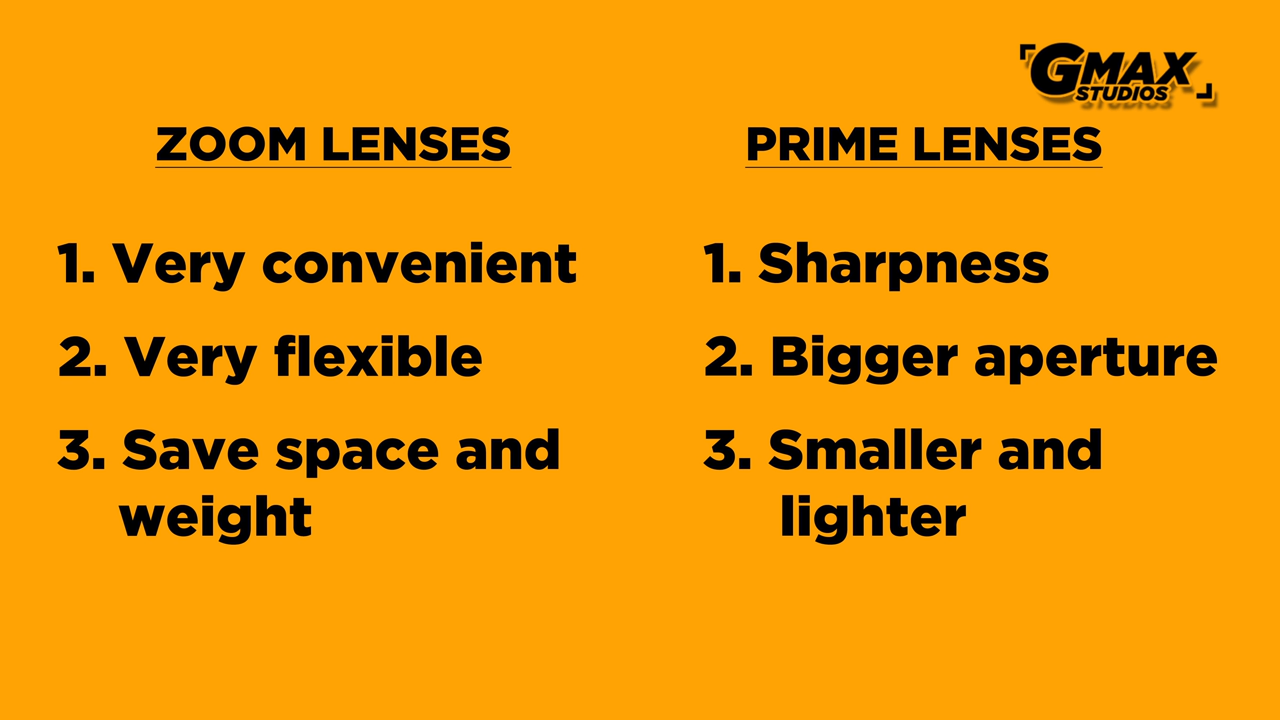 GMAX
STUDIOS
ZOOM LENSES
1. Very convenient
2. Very flexible
3. Save space and
weight
PRIME LENSES
1. Sharpness
2. Bigger aperture
3. Smaller and
lighter